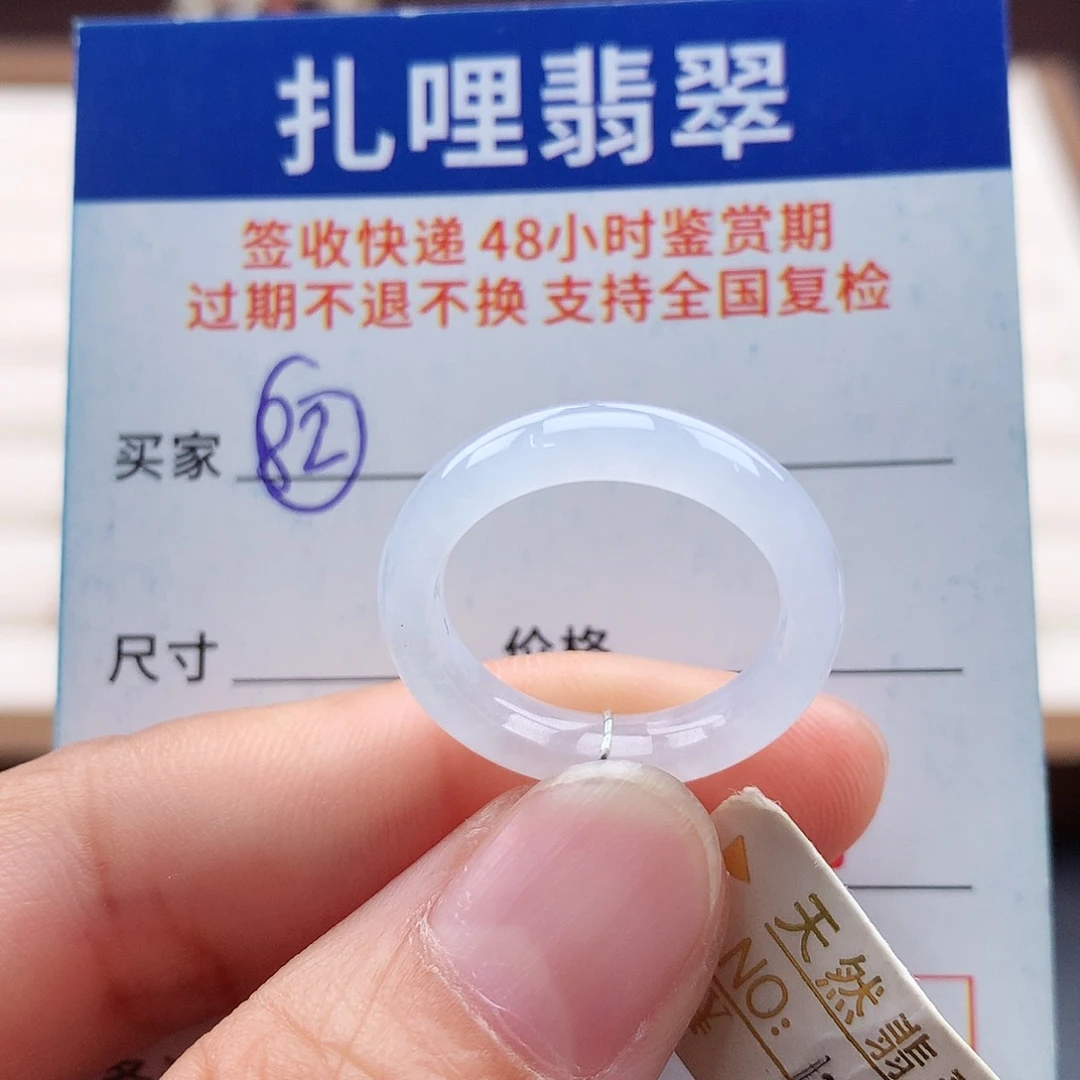 扎哩翡翠
签收快递 48小时鉴赏期
过期不退不换 支持全国复检
买家 82
尺寸 价格
天然翡
NO: